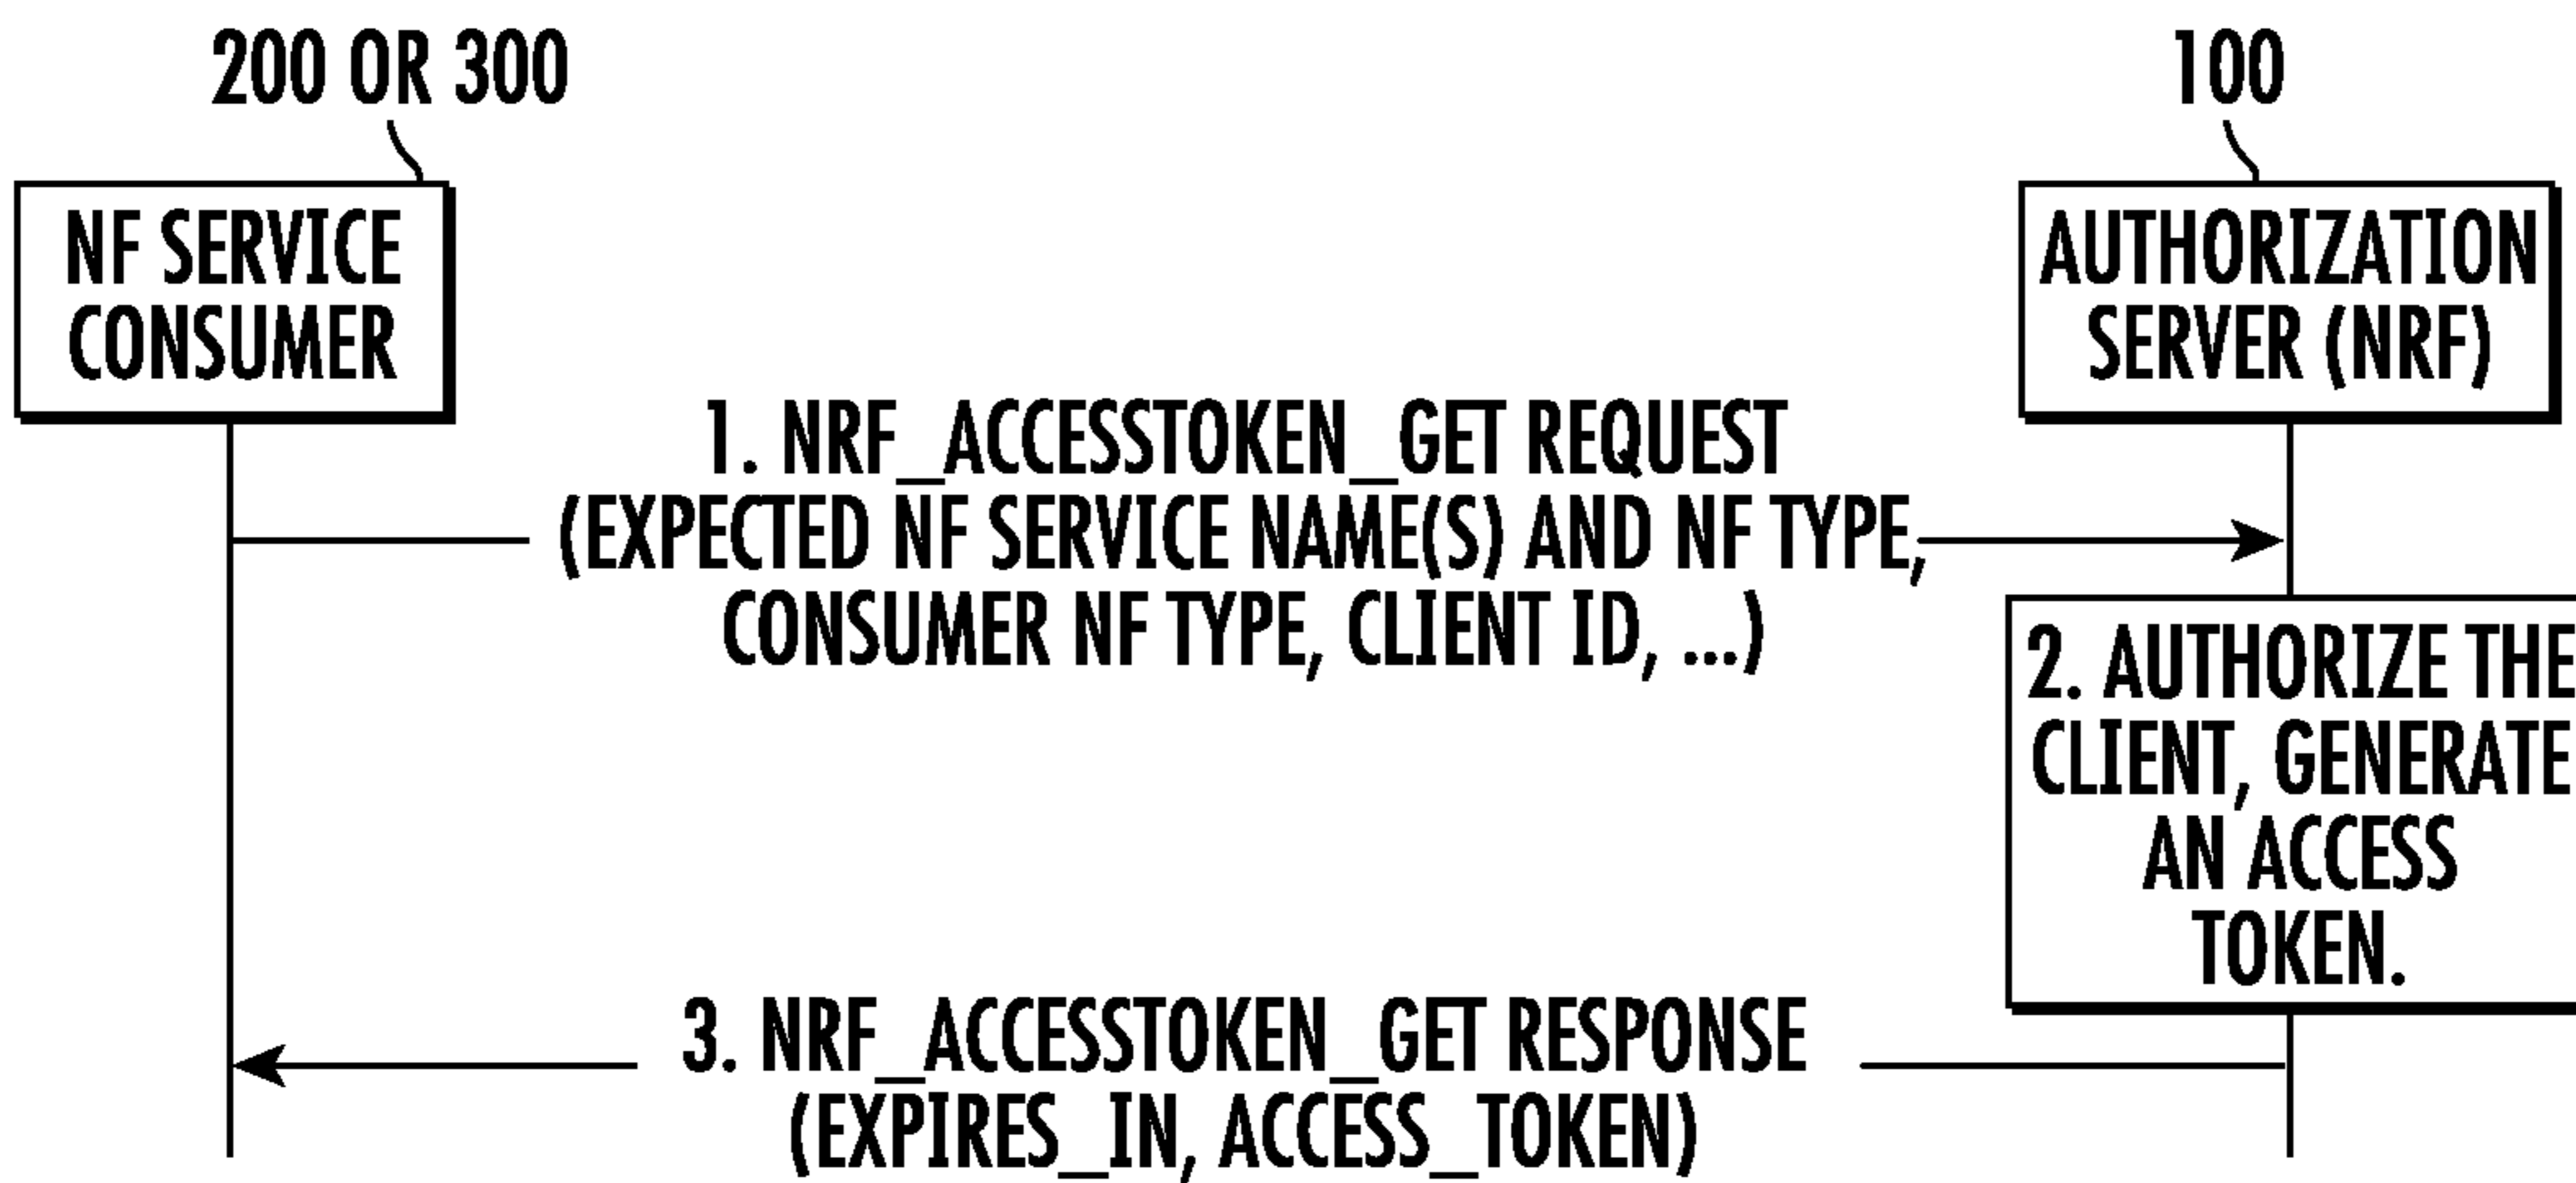 200 OR 300
100
NF SERVICE
CONSUMER
AUTHORIZATION
SERVER (NRF)
1. NRF_ACCESSTOKEN_GET REQUEST
(EXPECTED NF SERVICE NAME(S) AND NF TYPE,
CONSUMER NF TYPE, CLIENT ID, ...)
2. AUTHORIZE THE
CLIENT, GENERATE
AN ACCESS
TOKEN.
3. NRF_ACCESSTOKEN_GET RESPONSE
(EXPIRES_IN, ACCESS_TOKEN)